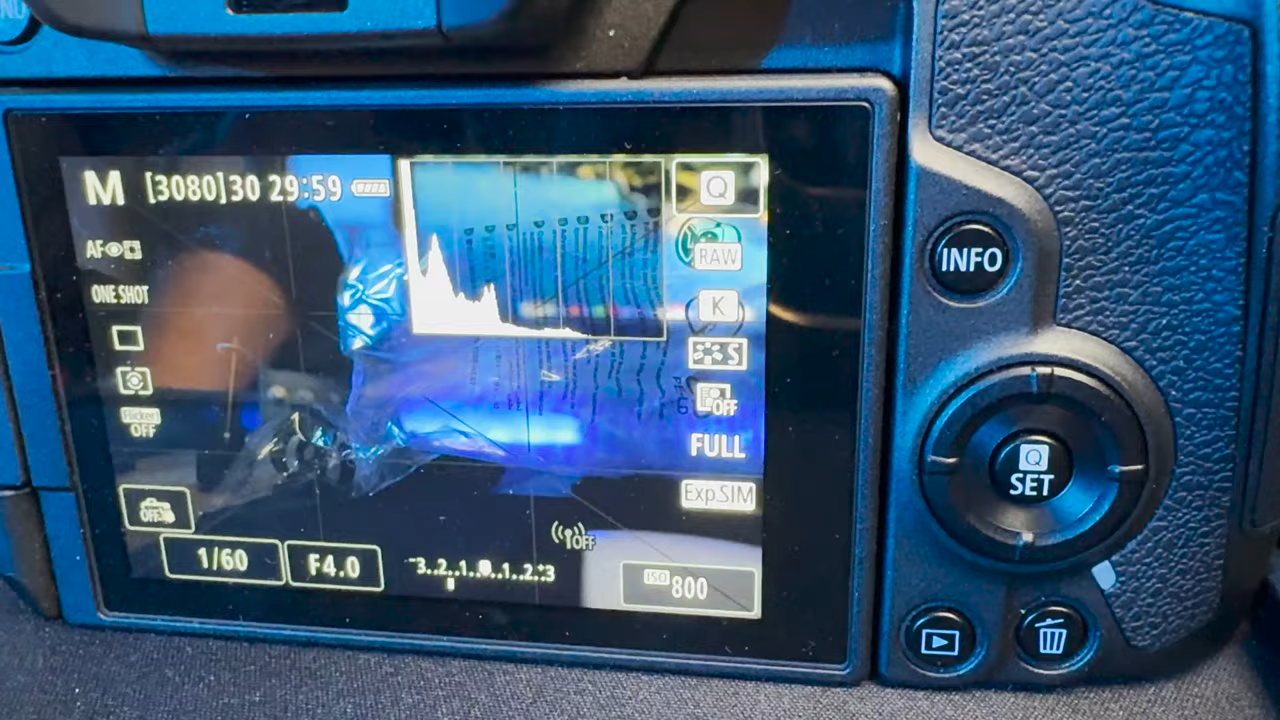 M [3080]30 29:59
Q
AF
RAW
INFO
ONE SHOT
K
S
Flicker!
OFF
OFF
FULL
Q
SET
Exp.SIM
OFF
OFF
1/60 F4.0 -3..2..1..0..1..2..+3 ISO 800